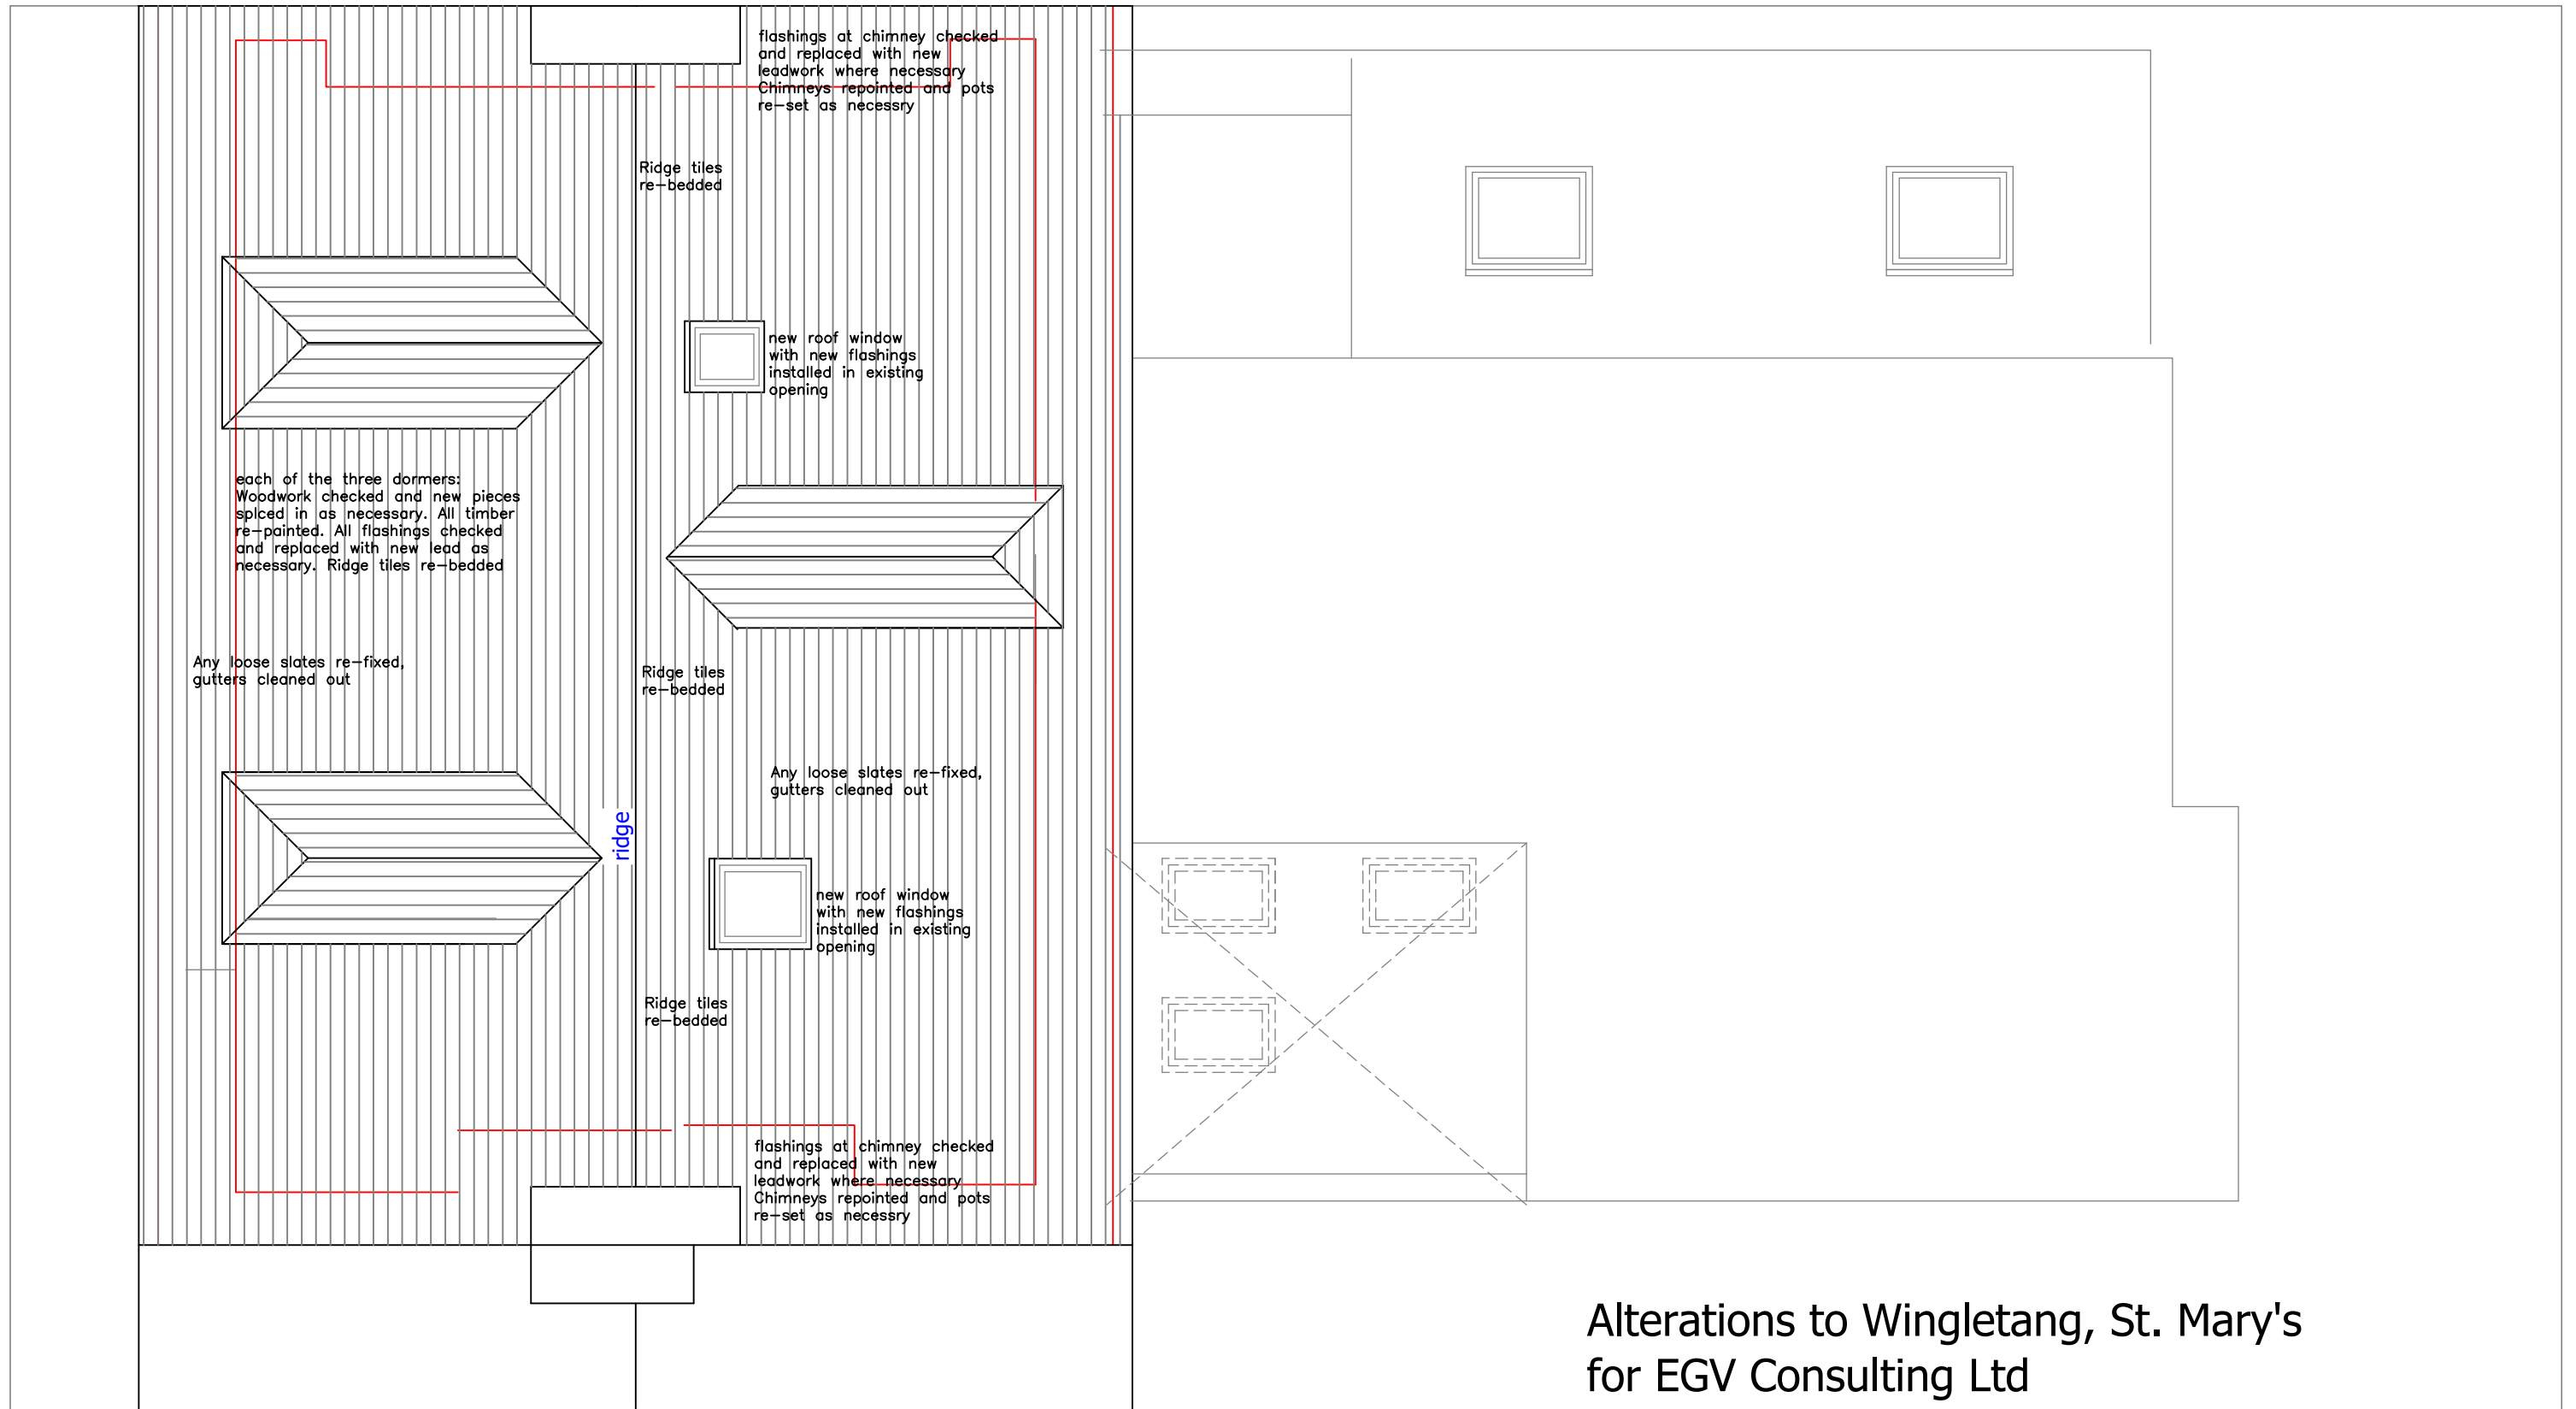 flashings at chimney checked
and replaced with new
leadwork where necessary
Chimneys repointed and pots
re-set as necessry
Ridge tiles
re-bedded
new roof window
with new flashings
installed in existing
opening
each of the three dormers:
Woodwork checked and new pieces
splced in as necessary. All timber
re-painted. All flashings checked
and replaced with new lead as
necessary. Ridge tiles re-bedded
Any loose slates re-fixed,
gutters cleaned out
Ridge tiles
re-bedded
Any loose slates re-fixed,
gutters cleaned out
ridge
new roof window
with new flashings
installed in existing
opening
Ridge tiles
re-bedded
flashings at chimney checked
and replaced with new
leadwork where necessary
Chimneys repointed and pots
re-set as necessry
Alterations to Wingletang, St. Mary's
for EGV Consulting Ltd